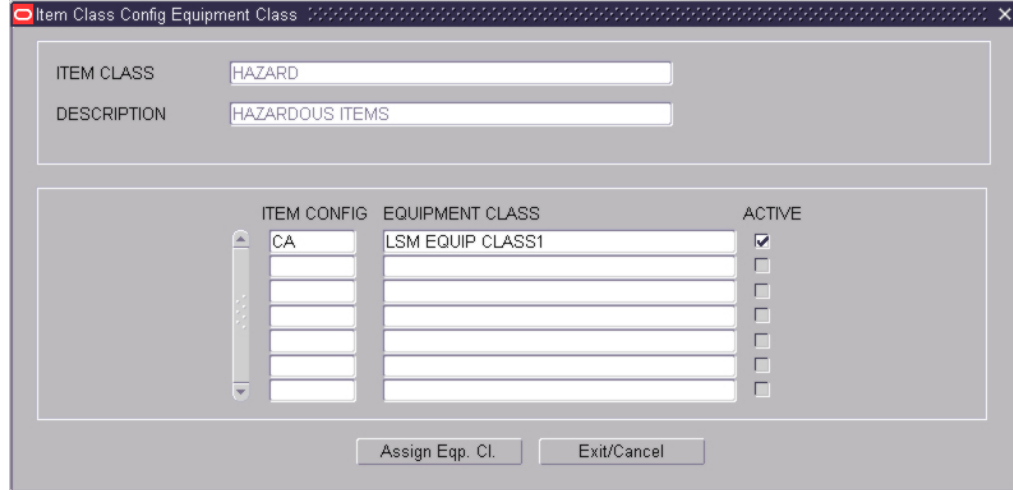 Item Class Config Equipment Class
ITEM CLASS HAZARD
DESCRIPTION HAZARDOUS ITEMS
ITEM CONFIG EQUIPMENT CLASS ACTIVE
CA LSM EQUIP CLASS1
Assign Eqp. Cl. Exit/Cancel